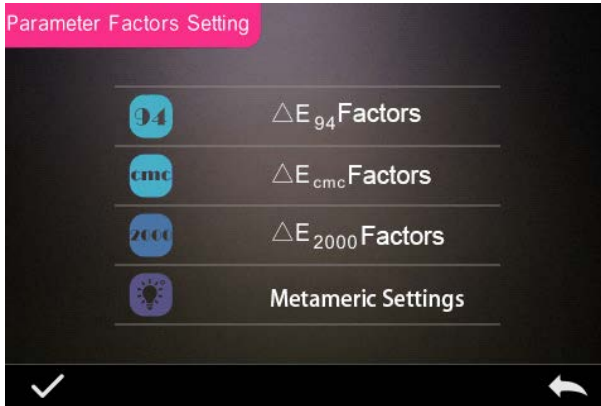 Parameter Factors Setting
94 △E94Factors
cmc △EcmcFactors
2000 △E2000Factors
Metameric Settings